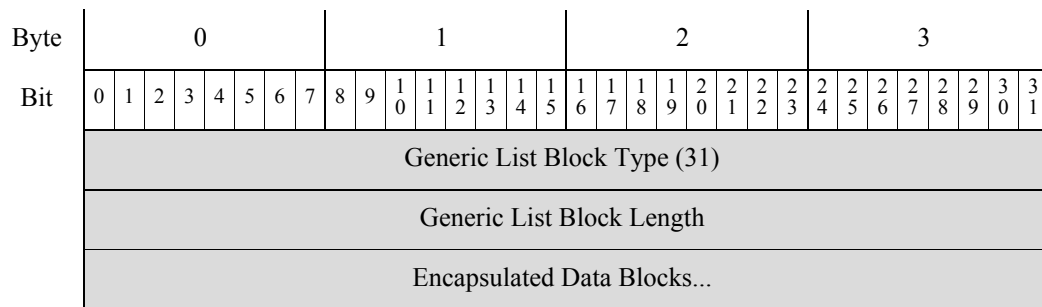 Byte 0 1 2 3
Bit 0 1 2 3 4 5 6 7 8 9 10 11 12 13 14 15 16 17 18 19 20 21 22 23 24 25 26 27 28 29 30 31
Generic List Block Type (31)
Generic List Block Length
Encapsulated Data Blocks...